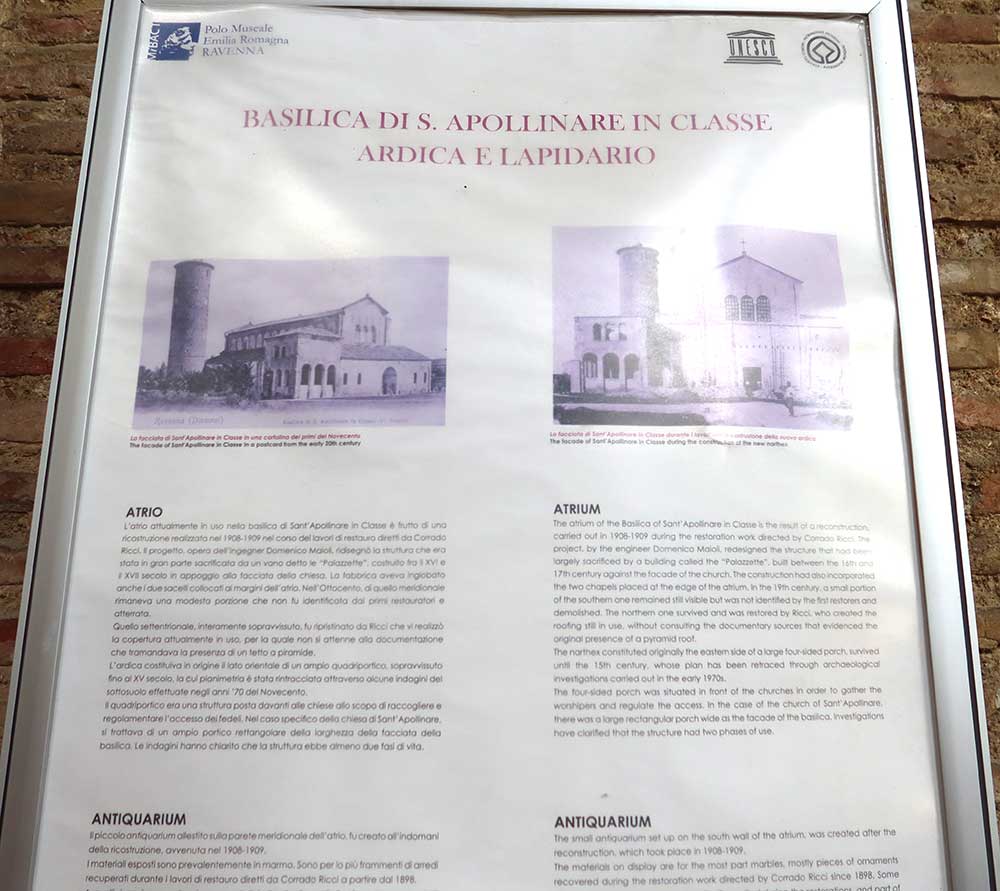 MIBACT
Polo Museale
Emilia Romagna
RAVENNA
UNESCO
BASILICA DI S. APOLLINARE IN CLASSE
ARDICA E LAPIDARIO
Ravenna (Dintorni)
La facciata di Sant'Apollinare in Classe in una cartolina dei primi del Novecento
The facade of Sant'Apollinare in Classe in a postcard from the early 20th century
La facciata di Sant'Apollinare in Classe durante i lavori costruzione della nuova ardica
The facade of Sant'Apollinare in Classe during the construction of the new narthex
ATRIO
L'atrio attualmente in uso nella basilica di Sant'Apollinare in Classe è frutto di una
ricostruzione realizzata nel 1908-1909 nel corso dei lavori di restauro diretti da Corrado
Ricci. Il progetto, opera dell'ingegner Domenico Maioli, ridisegnò la struttura che era
stata in gran parte sacrificata da un vano detto le "Palazzette", costruito fra il XVI e
il XVII secolo in appoggio alla facciata della chiesa. La fabbrica aveva inglobato
anche i due sacelli collocati ai margini dell'atrio. Nell'Ottocento, di quello meridionale
rimaneva una modesta porzione che non fu identificata dai primi restauratori e
atterrata.
Quello settentrionale, interamente sopravvissuto, fu ripristinato da Ricci che vi realizzò
la copertura attualmente in uso, per la quale non si attenne alla documentazione
che tramandava la presenza di un tetto a piramide.
L'ardica costituiva in origine il lato orientale di un ampio quadriportico, sopravvissuto
fino al XV secolo, la cui planimetria è stata rintracciata attraverso alcune indagini del
sottosuolo effettuate negli anni '70 del Novecento.
Il quadriportico era una struttura posta davanti alle chiese allo scopo di raccogliere e
regolamentare l'accesso dei fedeli. Nel caso specifico della chiesa di Sant'Apollinare,
si trattava di un ampio portico rettangolare della larghezza della facciata della
basilica. Le indagini hanno chiarito che la struttura ebbe almeno due fasi di vita.
ATRIUM
The atrium of the Basilica of Sant'Apollinare in Classe is the result of a reconstruction,
carried out in 1908-1909 during the restoration work directed by Corrado Ricci. The
project, by the engineer Domenico Maioli, redesigned the structure that had been
largely sacrificed by a building called the "Palazzette", built between the 16th and
17th century against the facade of the church. The construction had also incorporated
the two chapels placed at the edge of the atrium. In the 19th century, a small portion
of the southern one remained still visible but was not identified by the first restorers and
demolished. The northern one survived and was restored by Ricci, who created the
roofing still in use, without consulting the documentary sources that evidenced the
original presence of a pyramid roof.
The narthex constituted originally the eastern side of a large four-sided porch, survived
until the 15th century, whose plan has been retraced through archaeological
investigations carried out in the early 1970s.
The four-sided porch was situated in front of the churches in order to gather the
worshipers and regulate the access. In the case of the church of Sant'Apollinare,
there was a large rectangular porch wide as the facade of the basilica. Investigations
have clarified that the structure had two phases of use.
ANTIQUARIUM
Il piccolo antiquarium allestito sulla parete meridionale dell'atrio, fu creato all'indomani
della ricostruzione, avvenuta nel 1908-1909.
I materiali esposti sono prevalentemente in marmo. Sono per lo più frammenti di arredi
recuperati durante i lavori di restauro diretti da Corrado Ricci a partire dal 1898.
ANTIQUARIUM
The small antiquarium set up on the south wall of the atrium, was created after the
reconstruction, which took place in 1908-1909.
The materials on display are for the most part marbles, mostly pieces of ornaments
recovered during the restoration work directed by Corrado Ricci since 1898. Some